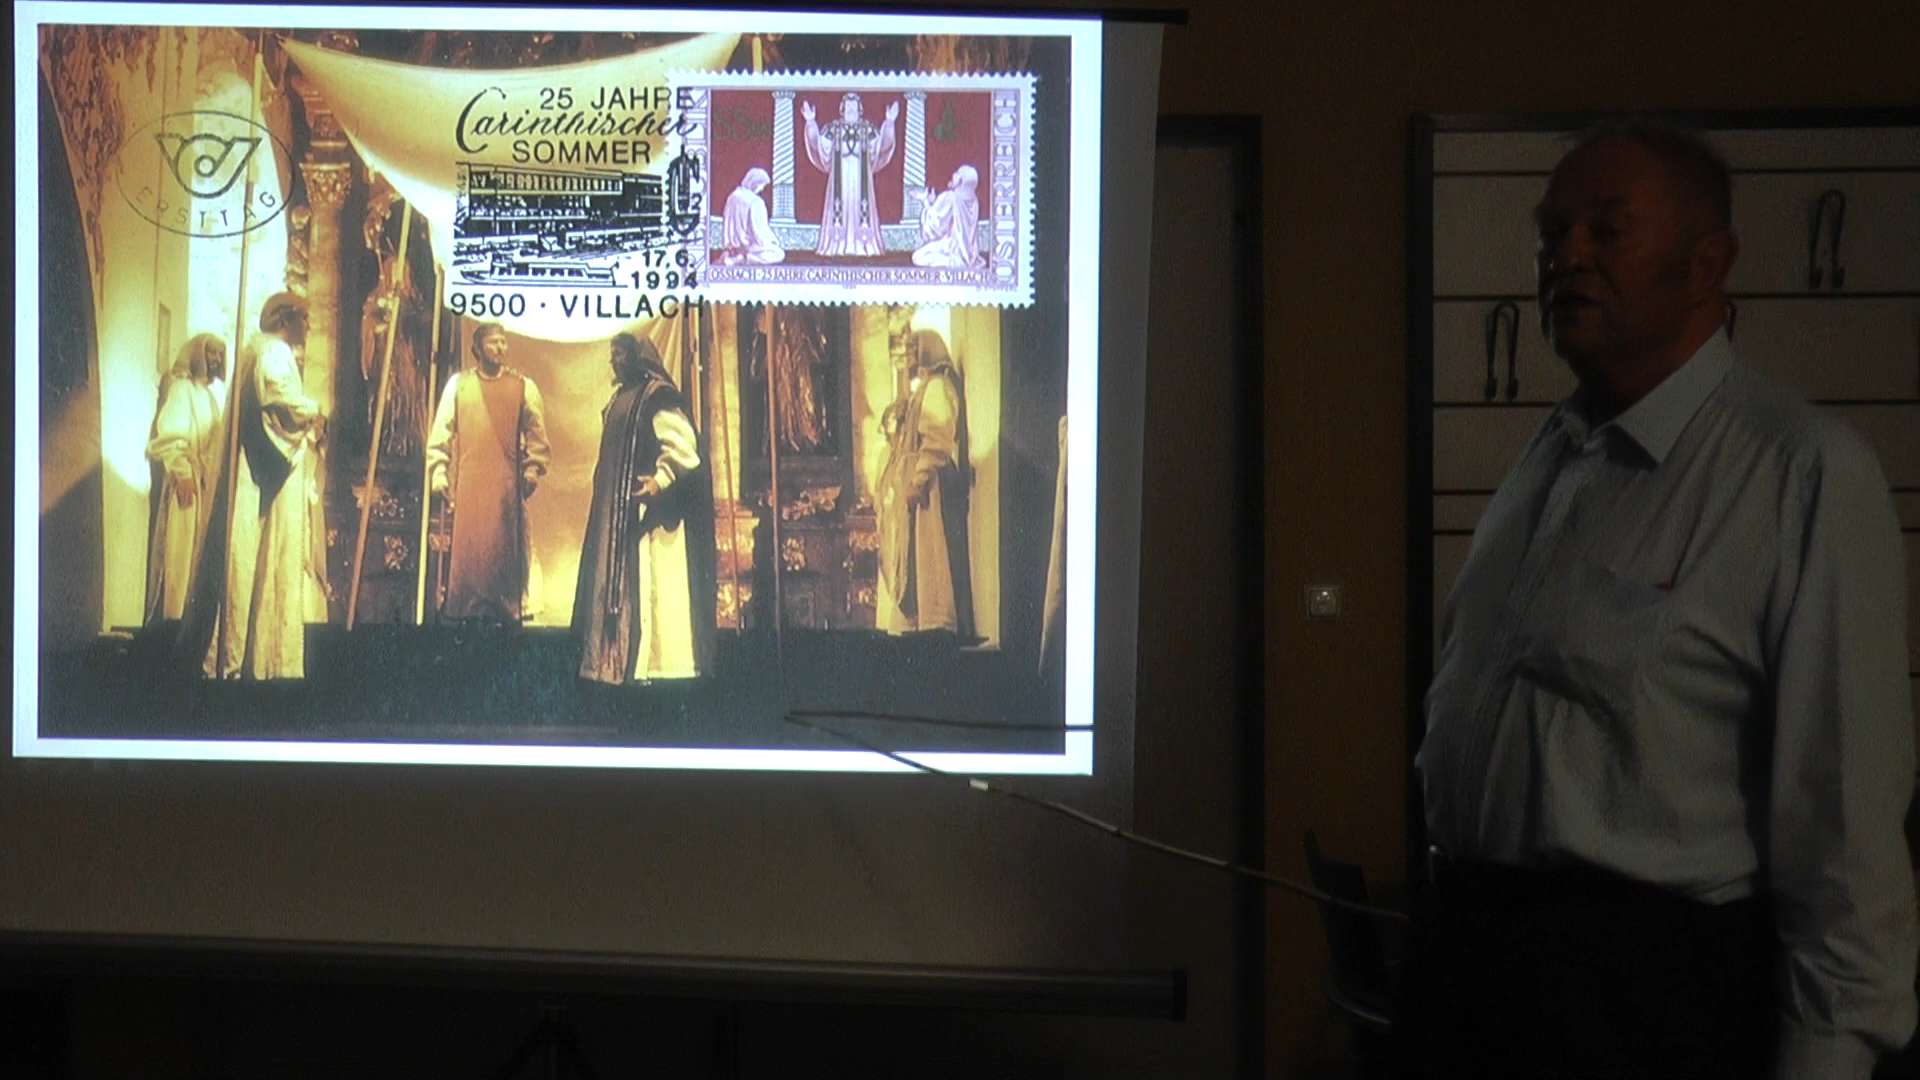 25 JAHRE
Carinthischer
SOMMER
ERSTTAG
17.6.
1994
9500 · VILLACH
ÖSTERREICH
OSSIACH-25 JAHRE CARINTHISCHER SOMMER-VILLACH